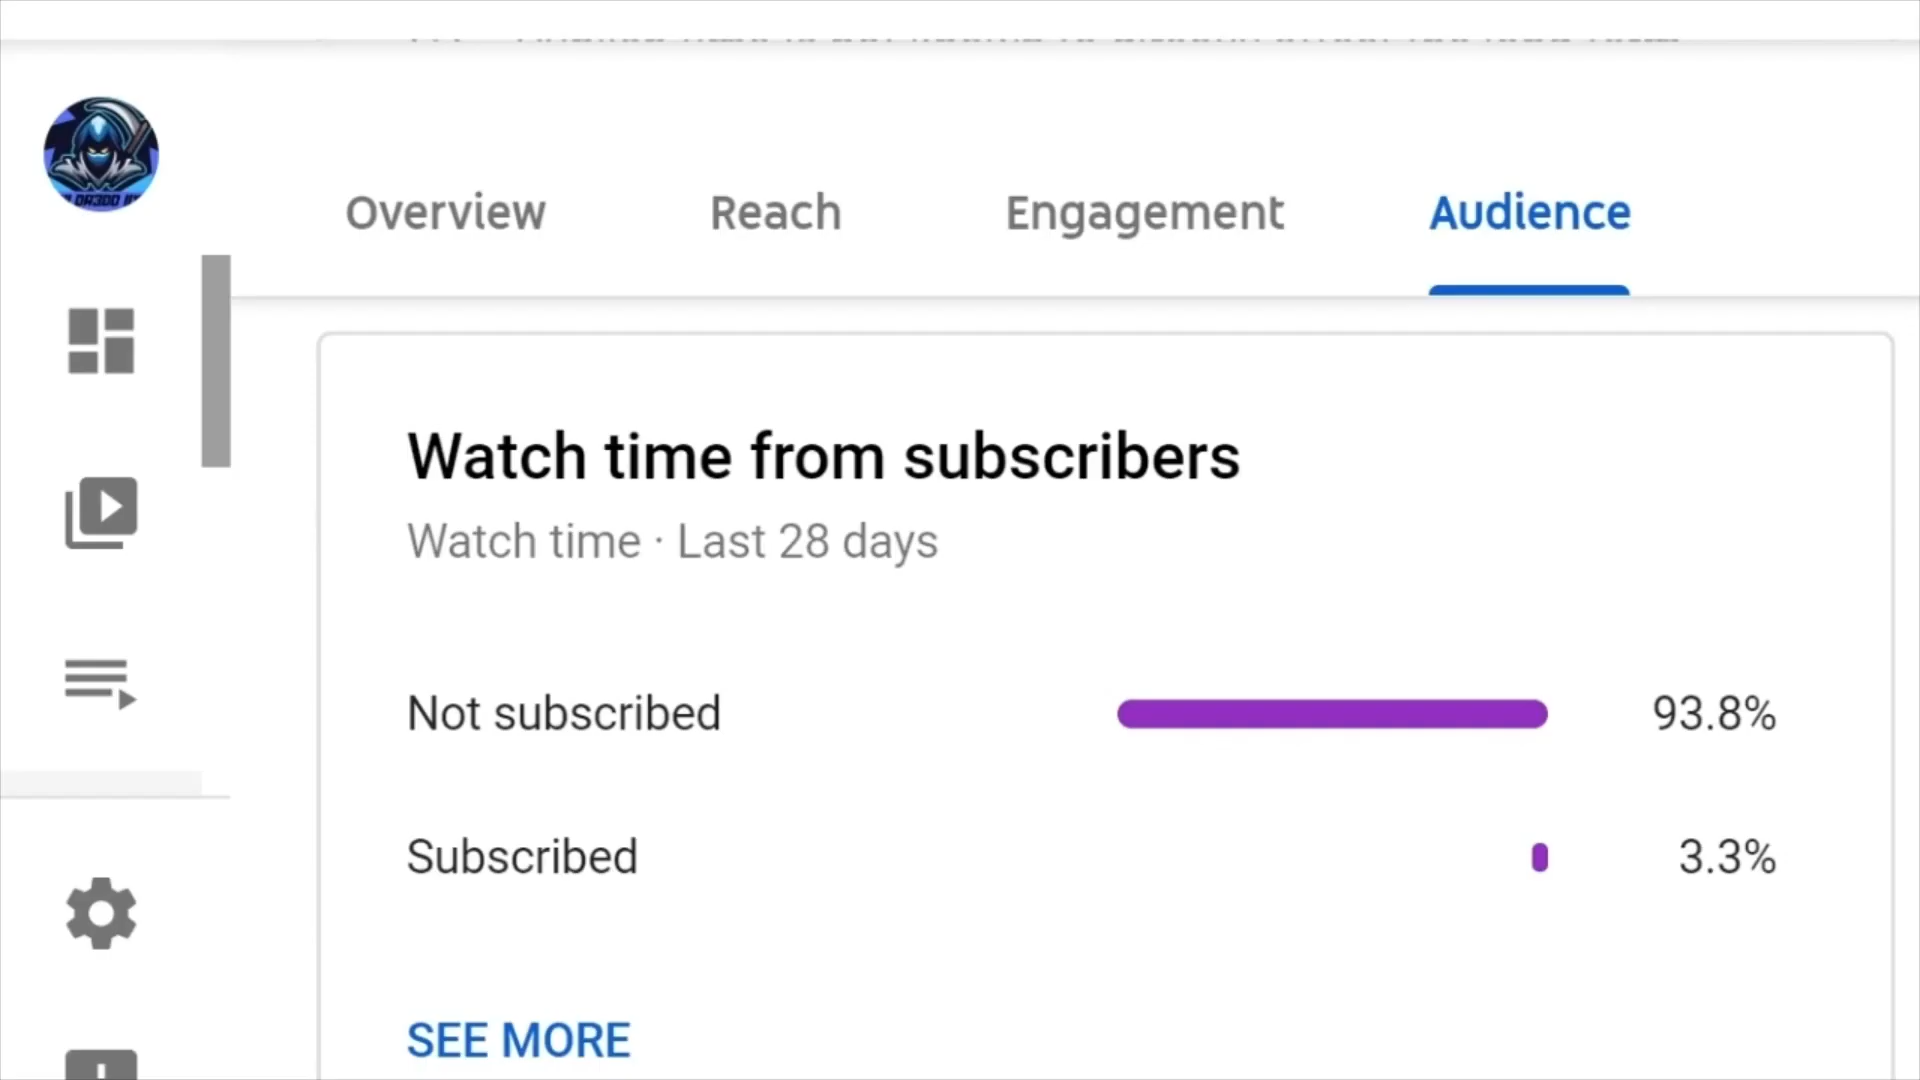 Overview Reach Engagement Audience
Watch time from subscribers
Watch time · Last 28 days
Not subscribed 93.8%
Subscribed 3.3%
SEE MORE